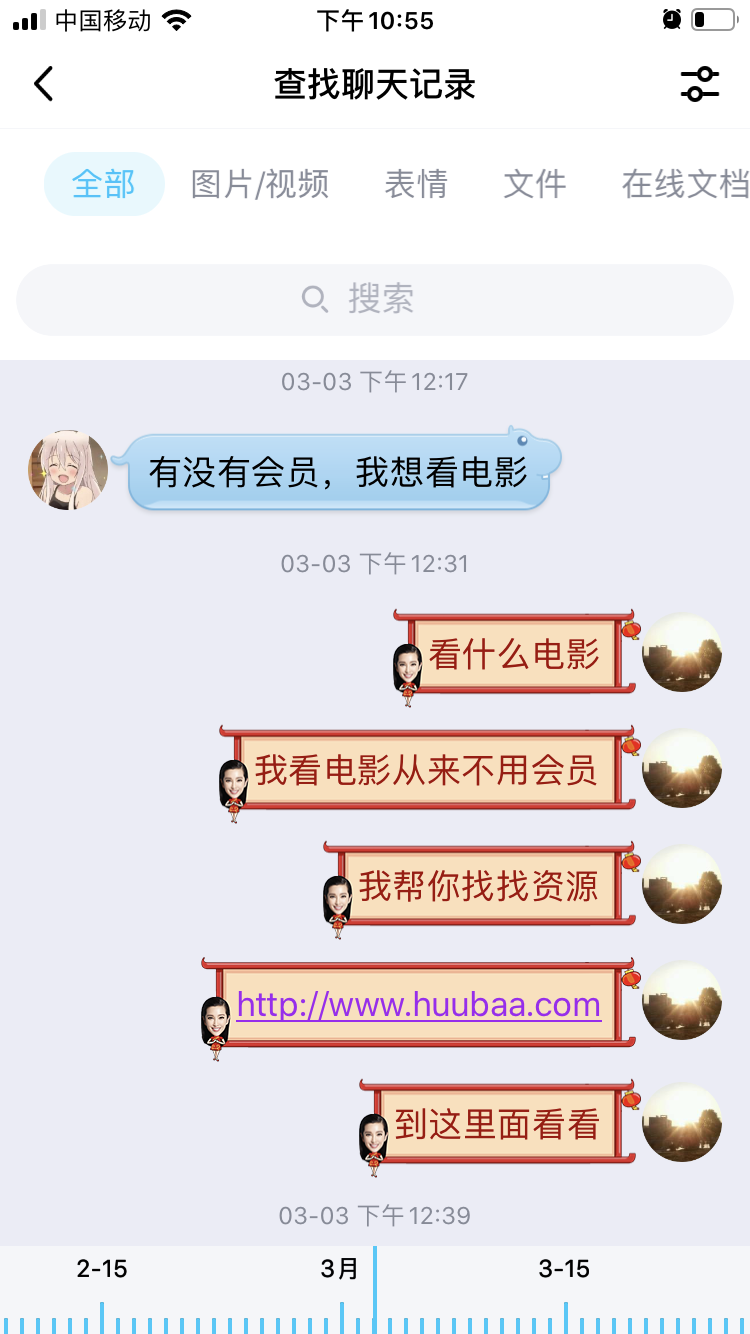 中国移动 下午10:55
查找聊天记录
全部 图片/视频 表情 文件 在线文档
搜索
03-03 下午12:17
有没有会员，我想看电影
03-03 下午12:31
看什么电影
我看电影从来不用会员
我帮你找找资源
http://www.huubaa.com
到这里面看看
03-03 下午12:39
2-15 3月 3-15